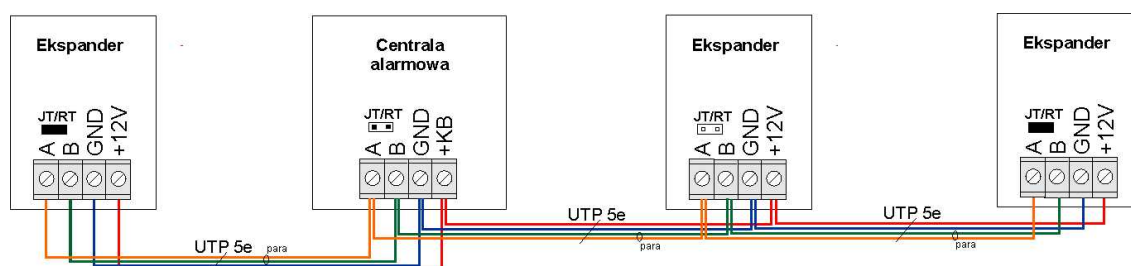 Ekspander
JT/RT
A
B
GND
+12V
Centrala
alarmowa
JT/RT
A
B
GND
+KB
Ekspander
JT/RT
A
B
GND
+12V
Ekspander
JT/RT
A
B
GND
+12V
UTP 5e
para
UTP 5e
para
UTP 5e
para